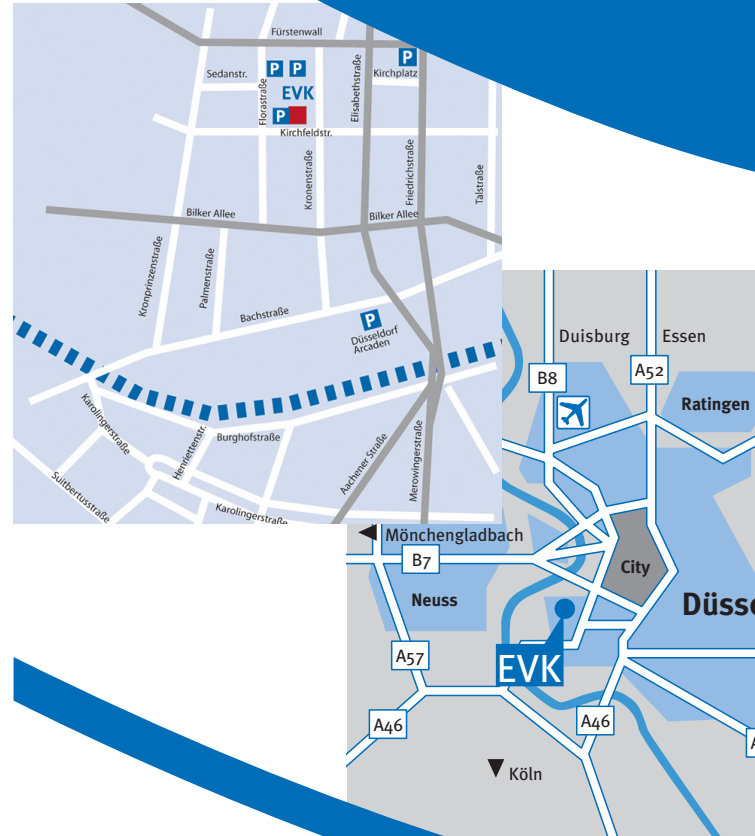 Fürstenwall
Sedanstr.
P P
P
Kirchplatz
EVK
P
Kirchfeldstr.
Florastraße
Elisabethstraße
Kronenstraße
Friedrichstraße
Talstraße
Bilker Allee
Bilker Allee
Kronprinzenstraße
Palmenstraße
Bachstraße
P
Düsseldorf
Arcaden
Karolingerstraße
Henriettenstr.
Burghofstraße
Suitbertusstraße
Karolingerstraße
Aachener Straße
Merowingerstraße
Duisburg
Essen
B8
A52
Ratingen
Mönchengladbach
B7
City
Neuss
Düsse
A57
EVK
A46
A46
A
Köln